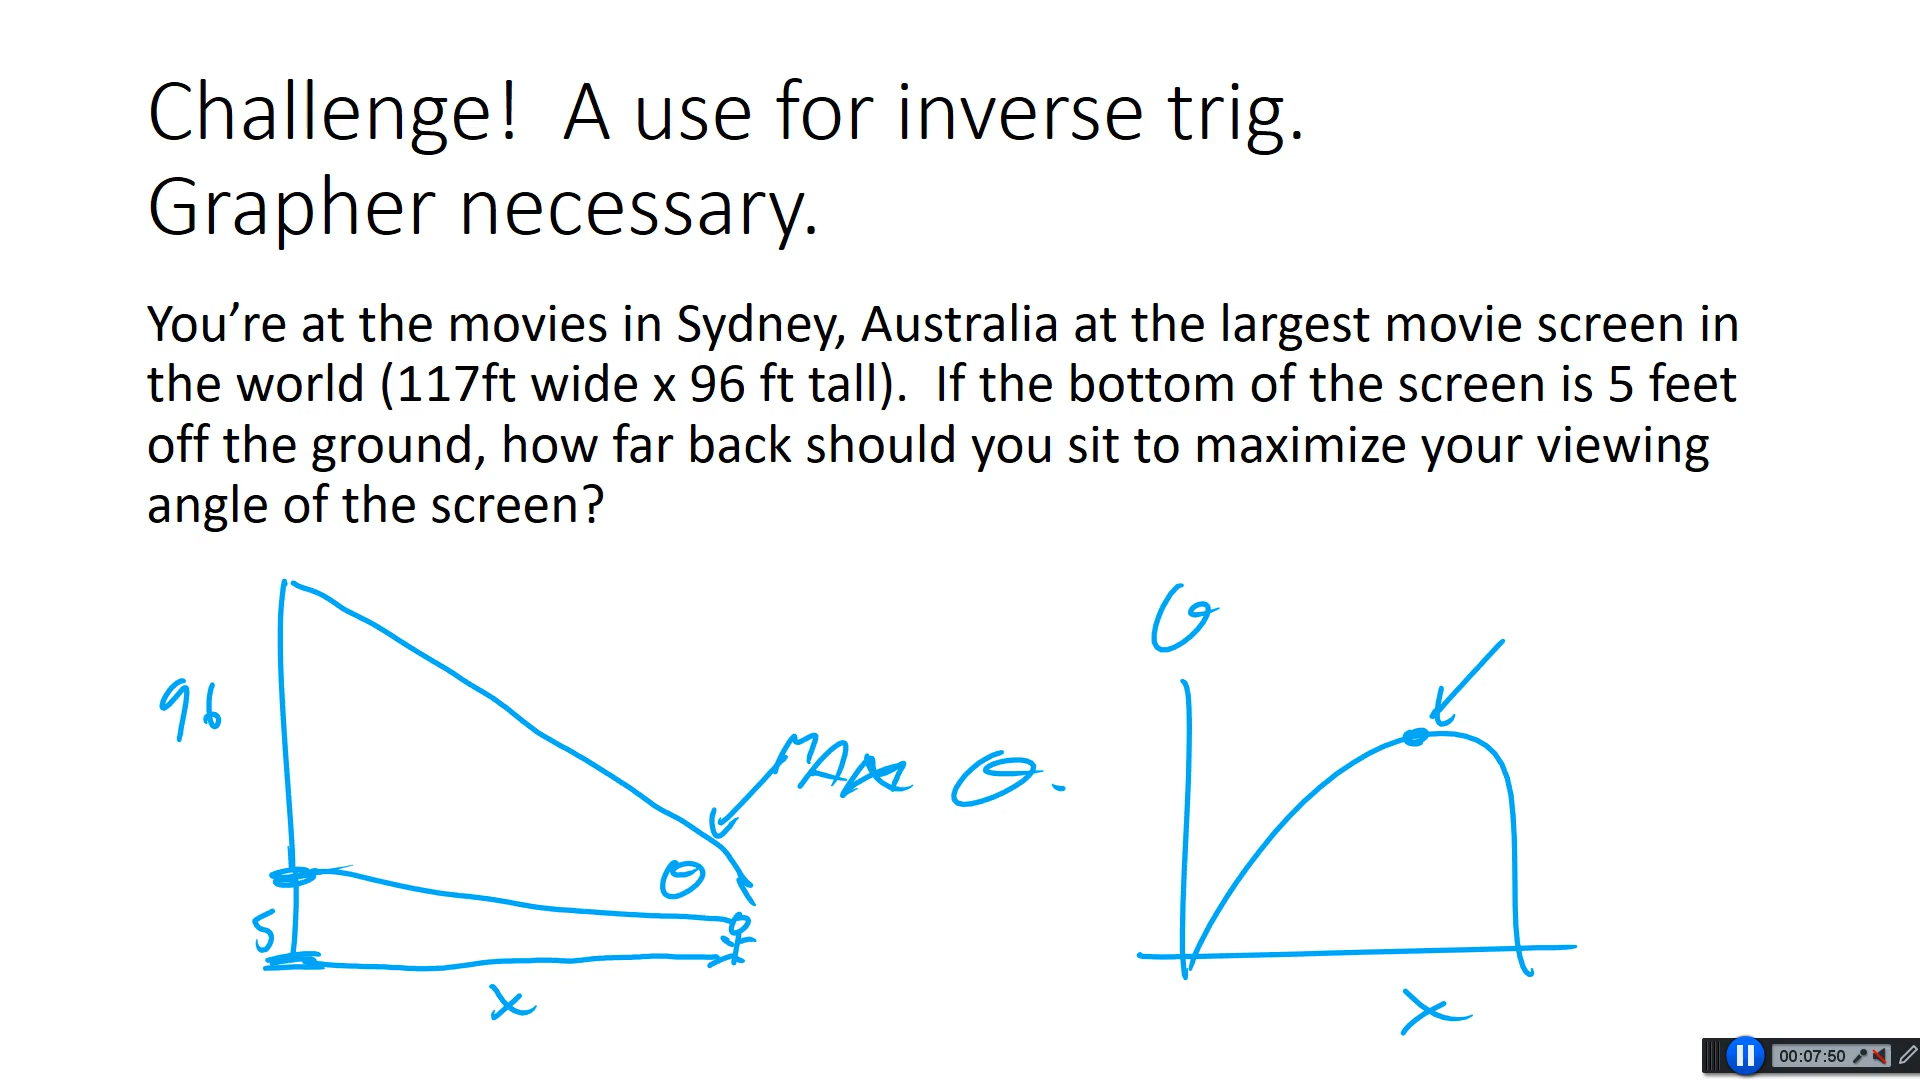 Challenge!  A use for inverse trig.
Grapher necessary.
You’re at the movies in Sydney, Australia at the largest movie screen in
the world (117ft wide x 96 ft tall).  If the bottom of the screen is 5 feet
off the ground, how far back should you sit to maximize your viewing
angle of the screen?
96
5
x
θ
MAX θ.
θ
x
00:07:50